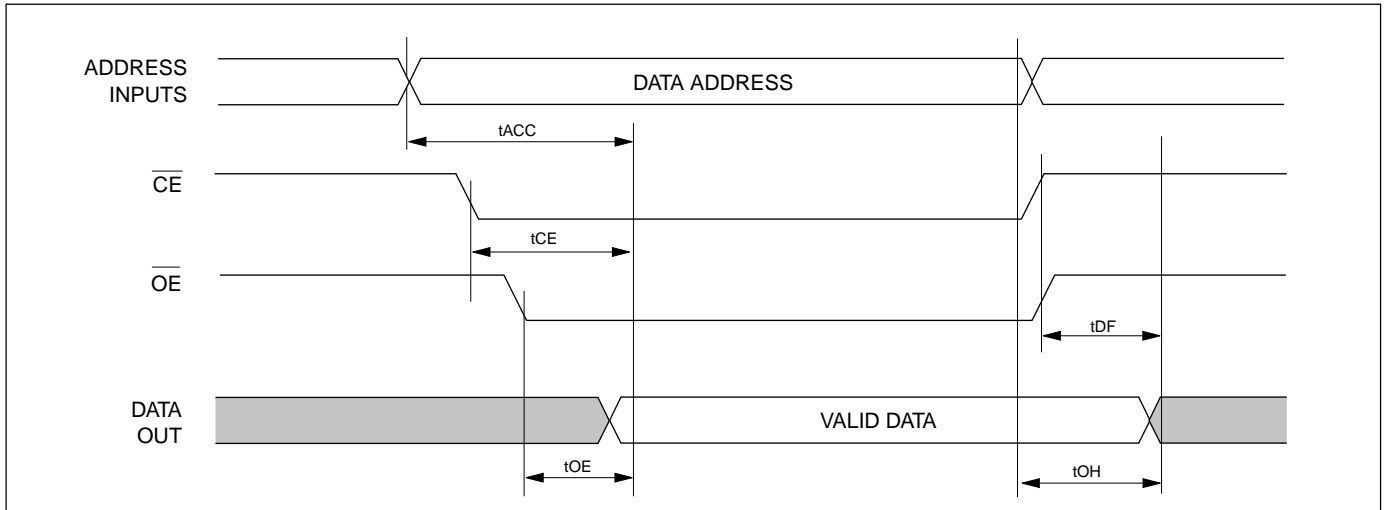 ADDRESS
INPUTS
DATA ADDRESS
tACC
CE
tCE
OE
tDF
DATA
OUT
VALID DATA
tOE
tOH